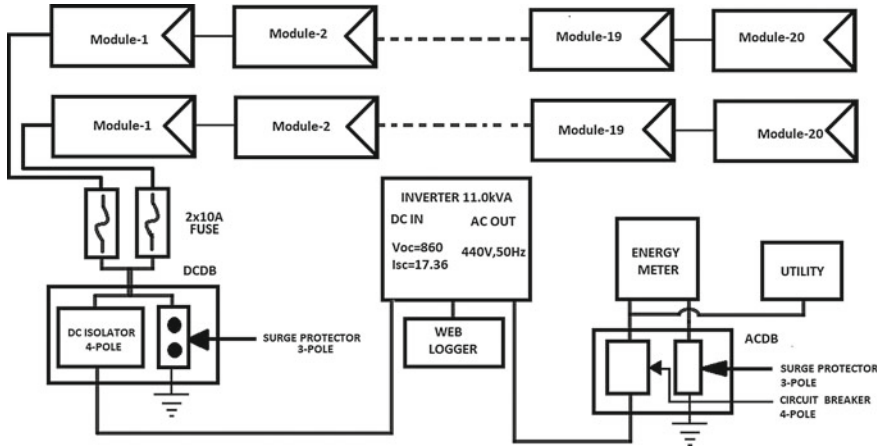 Module-1
Module-2
Module-19
Module-20
Module-1
Module-2
Module-19
Module-20
2x10A
FUSE
INVERTER 11.0kVA
DC IN AC OUT
Voc=860 440V,50Hz
Isc=17.36
ENERGY
METER
UTILITY
DCDB
DC ISOLATOR
4-POLE
SURGE PROTECTOR
3-POLE
WEB
LOGGER
ACDB
SURGE PROTECTOR
3-POLE
CIRCUIT BREAKER
4-POLE